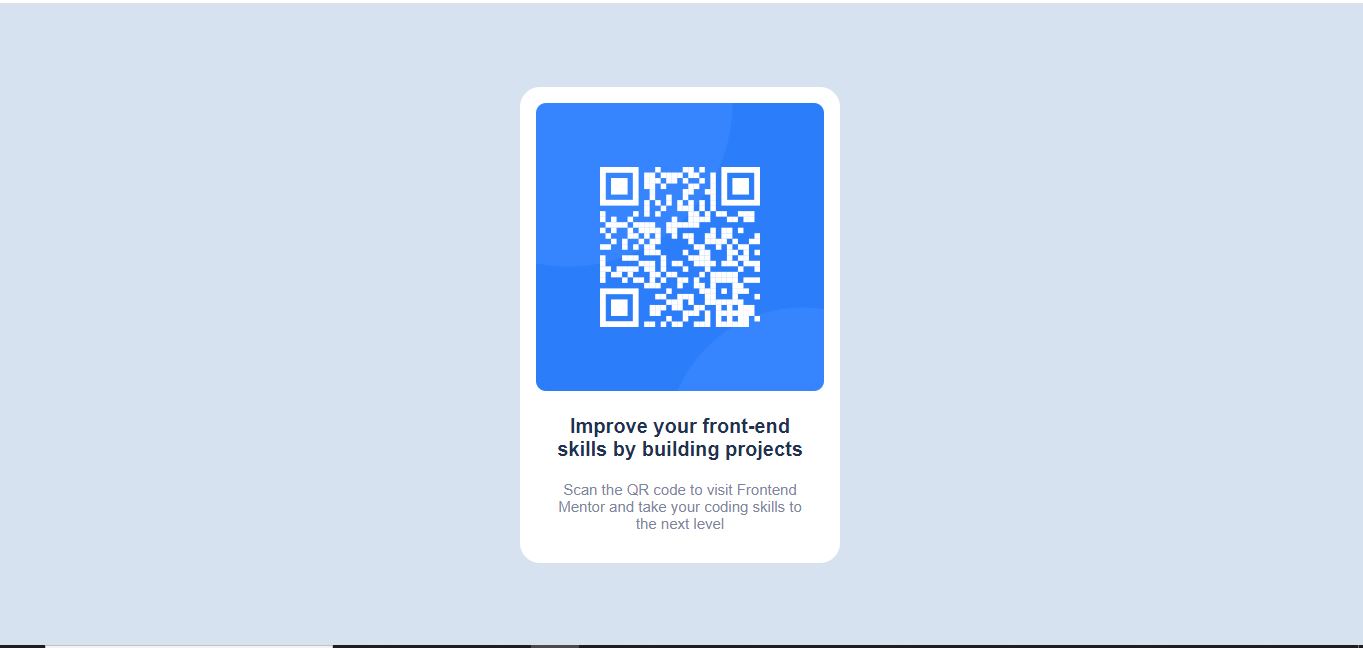 Improve your front-end
skills by building projects
Scan the QR code to visit Frontend
Mentor and take your coding skills to
the next level